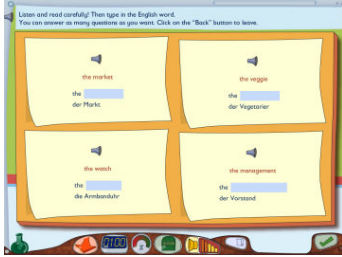 Listen and read carefully! Then type in the English word.
You can answer as many questions as you want. Click on the "Back" button to leave.
the market
the
der Markt
the veggie
the
der Vegetarier
the watch
the
die Armbanduhr
the management
the
der Vorstand